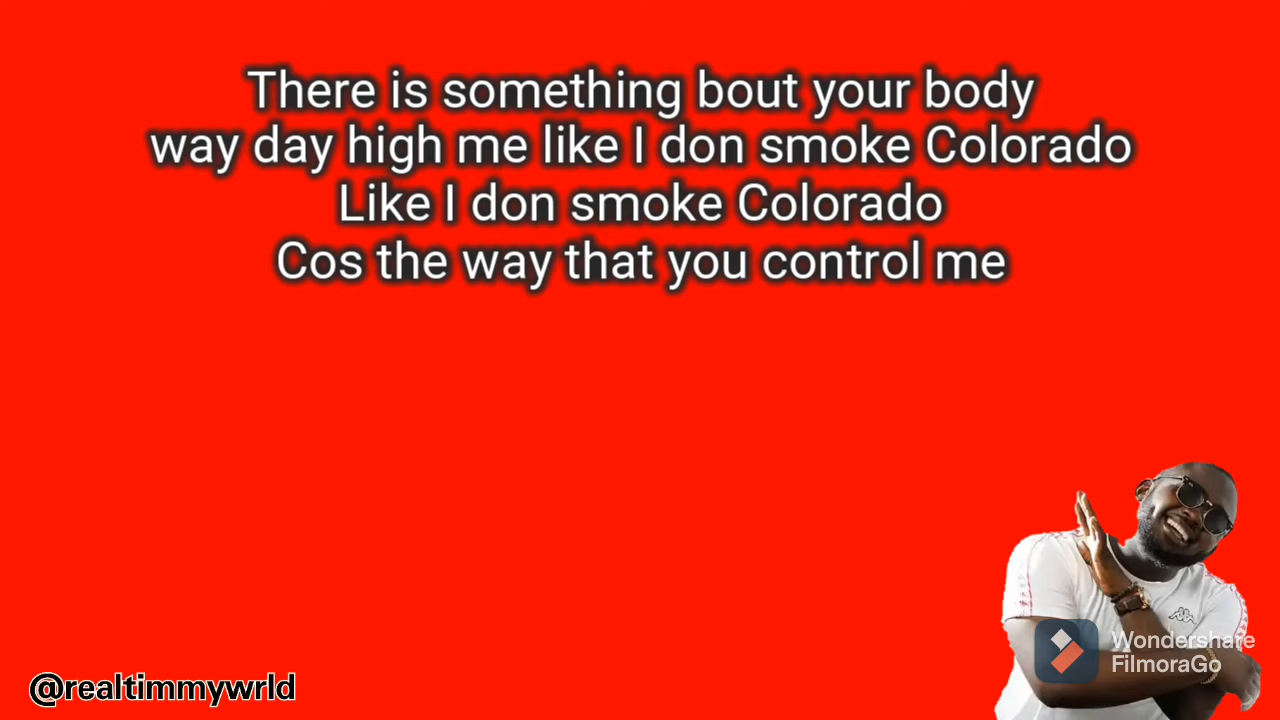 There is something bout your body
way day high me like I don smoke Colorado
Like I don smoke Colorado
Cos the way that you control me
Wondershare
FilmoraGo
@realtimmywrld